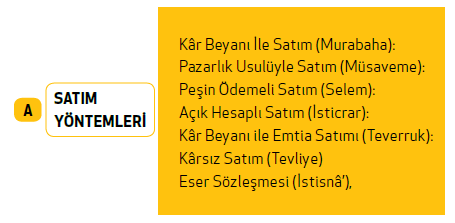 A
SATIM
YÖNTEMLERİ
Kâr Beyanı İle Satım (Murabaha):
Pazarlık Usulüyle Satım (Müsaveme):
Peşin Ödemeli Satım (Selem):
Açık Hesaplı Satım (İsticrar):
Kâr Beyanı ile Emtia Satımı (Teverruk):
Kârsız Satım (Tevliye)
Eser Sözleşmesi (İstisnâ’),